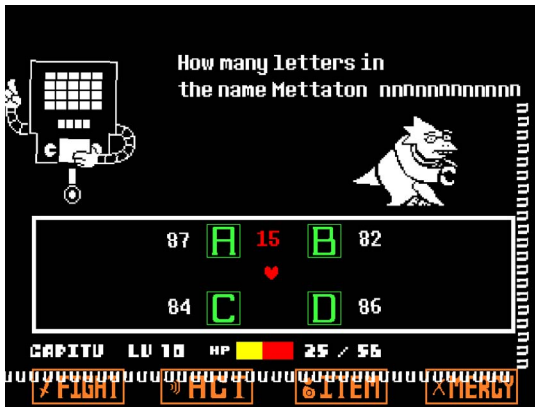 How many letters in
the name Mettaton nnnnnnnnnnnnn
87 A 15 B 82
84 C D 86
CAPITU LV 10 HP 25 / 56
FIGHT ACT ITEM MERCY